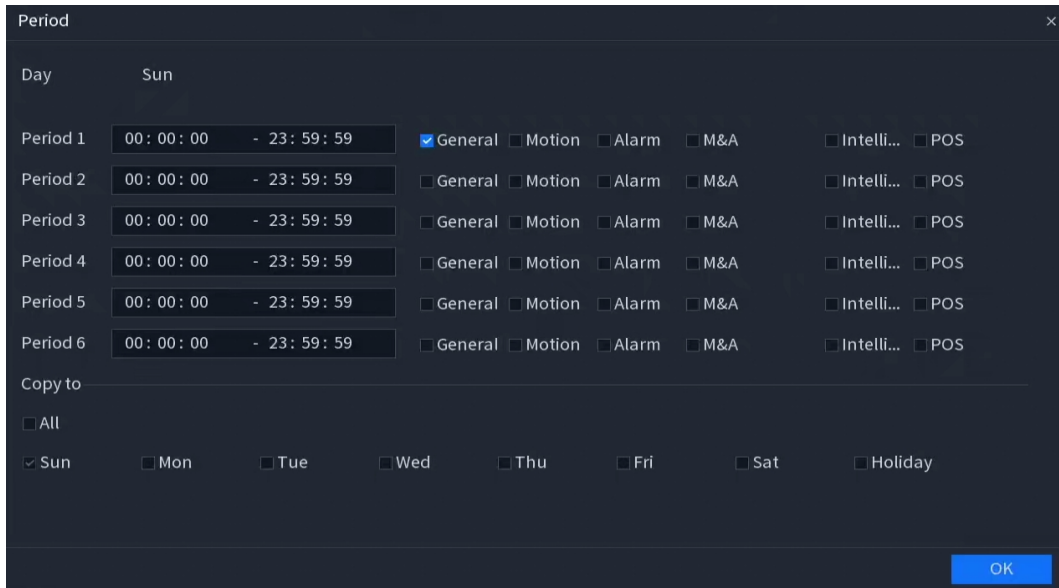 Period
Day Sun
Period 1 00: 00: 00 - 23: 59: 59 General Motion Alarm M&A Intelli... POS
Period 2 00: 00: 00 - 23: 59: 59 General Motion Alarm M&A Intelli... POS
Period 3 00: 00: 00 - 23: 59: 59 General Motion Alarm M&A Intelli... POS
Period 4 00: 00: 00 - 23: 59: 59 General Motion Alarm M&A Intelli... POS
Period 5 00: 00: 00 - 23: 59: 59 General Motion Alarm M&A Intelli... POS
Period 6 00: 00: 00 - 23: 59: 59 General Motion Alarm M&A Intelli... POS
Copy to
All
Sun Mon Tue Wed Thu Fri Sat Holiday
OK